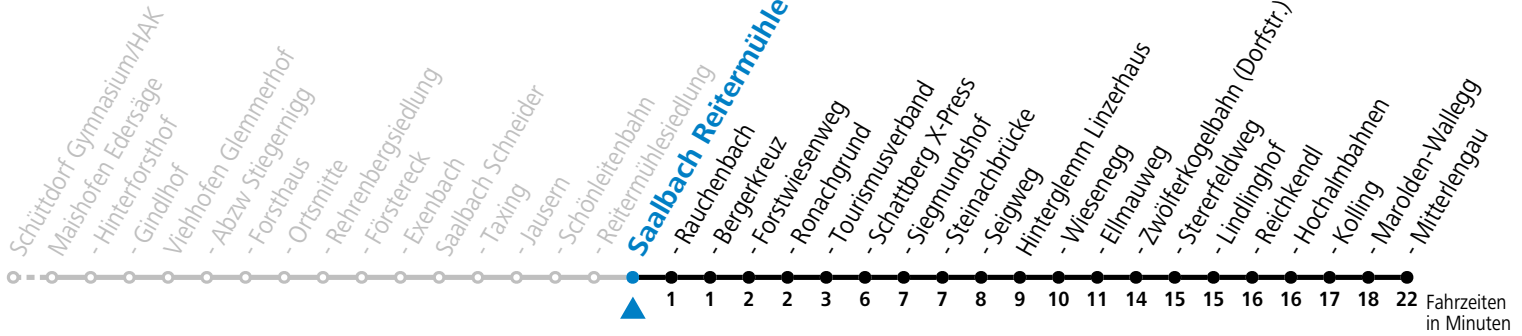 Schüttdorf Gymnasium/HAK
Maishofen Edersäge
- Hinterforsthof
- Gindlhof
Viehhofen Glemmerhof
- Abzw Stiegernigg
- Forsthaus
- Ortsmitte
- Rehrenbergsiedlung
- Förstereck
- Exenbach
Saalbach Schneider
- Taxing
- Jausern
- Schönleitenbahn
- Reitermühlesiedlung
Saalbach Reitermühle
- Rauchenbach
- Bergerkreuz
- Forstwiesenweg
- Ronachgrund
- Tourismusverband
- Schattberg X-Press
- Siegmundshof
- Steinachbrücke
- Seigweg
Hinterglemm Linzerhaus
- Wiesenegg
- Ellmauweg
- Zwölferkogelbahn (Dorfstr.)
- Stererfeldweg
- Lindlinghof
- Reichkendl
- Hochalmbahnen
- Kolling
- Marolden-Wallegg
- Mitterlengau
1 1 2 2 3 6 7 7 8 9 10 11 14 15 15 16 16 17 18 22 Fahrzeiten
in Minuten